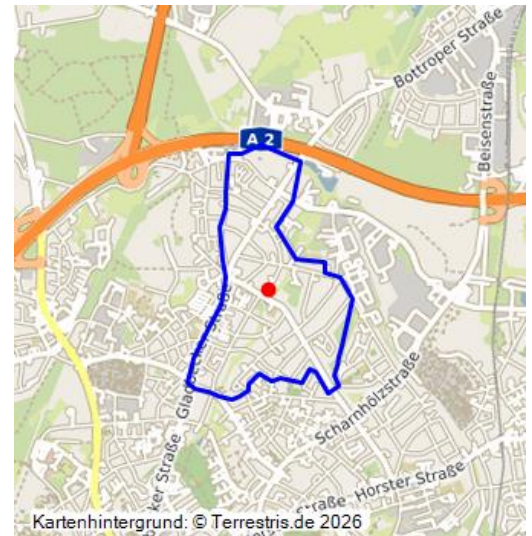 Bottroper Straße
Beisenstraße
A 2
Gladbecker Straße
Scharnhölzstraße
Horster Straße
Kartenhintergrund: © Terrestris.de 2026